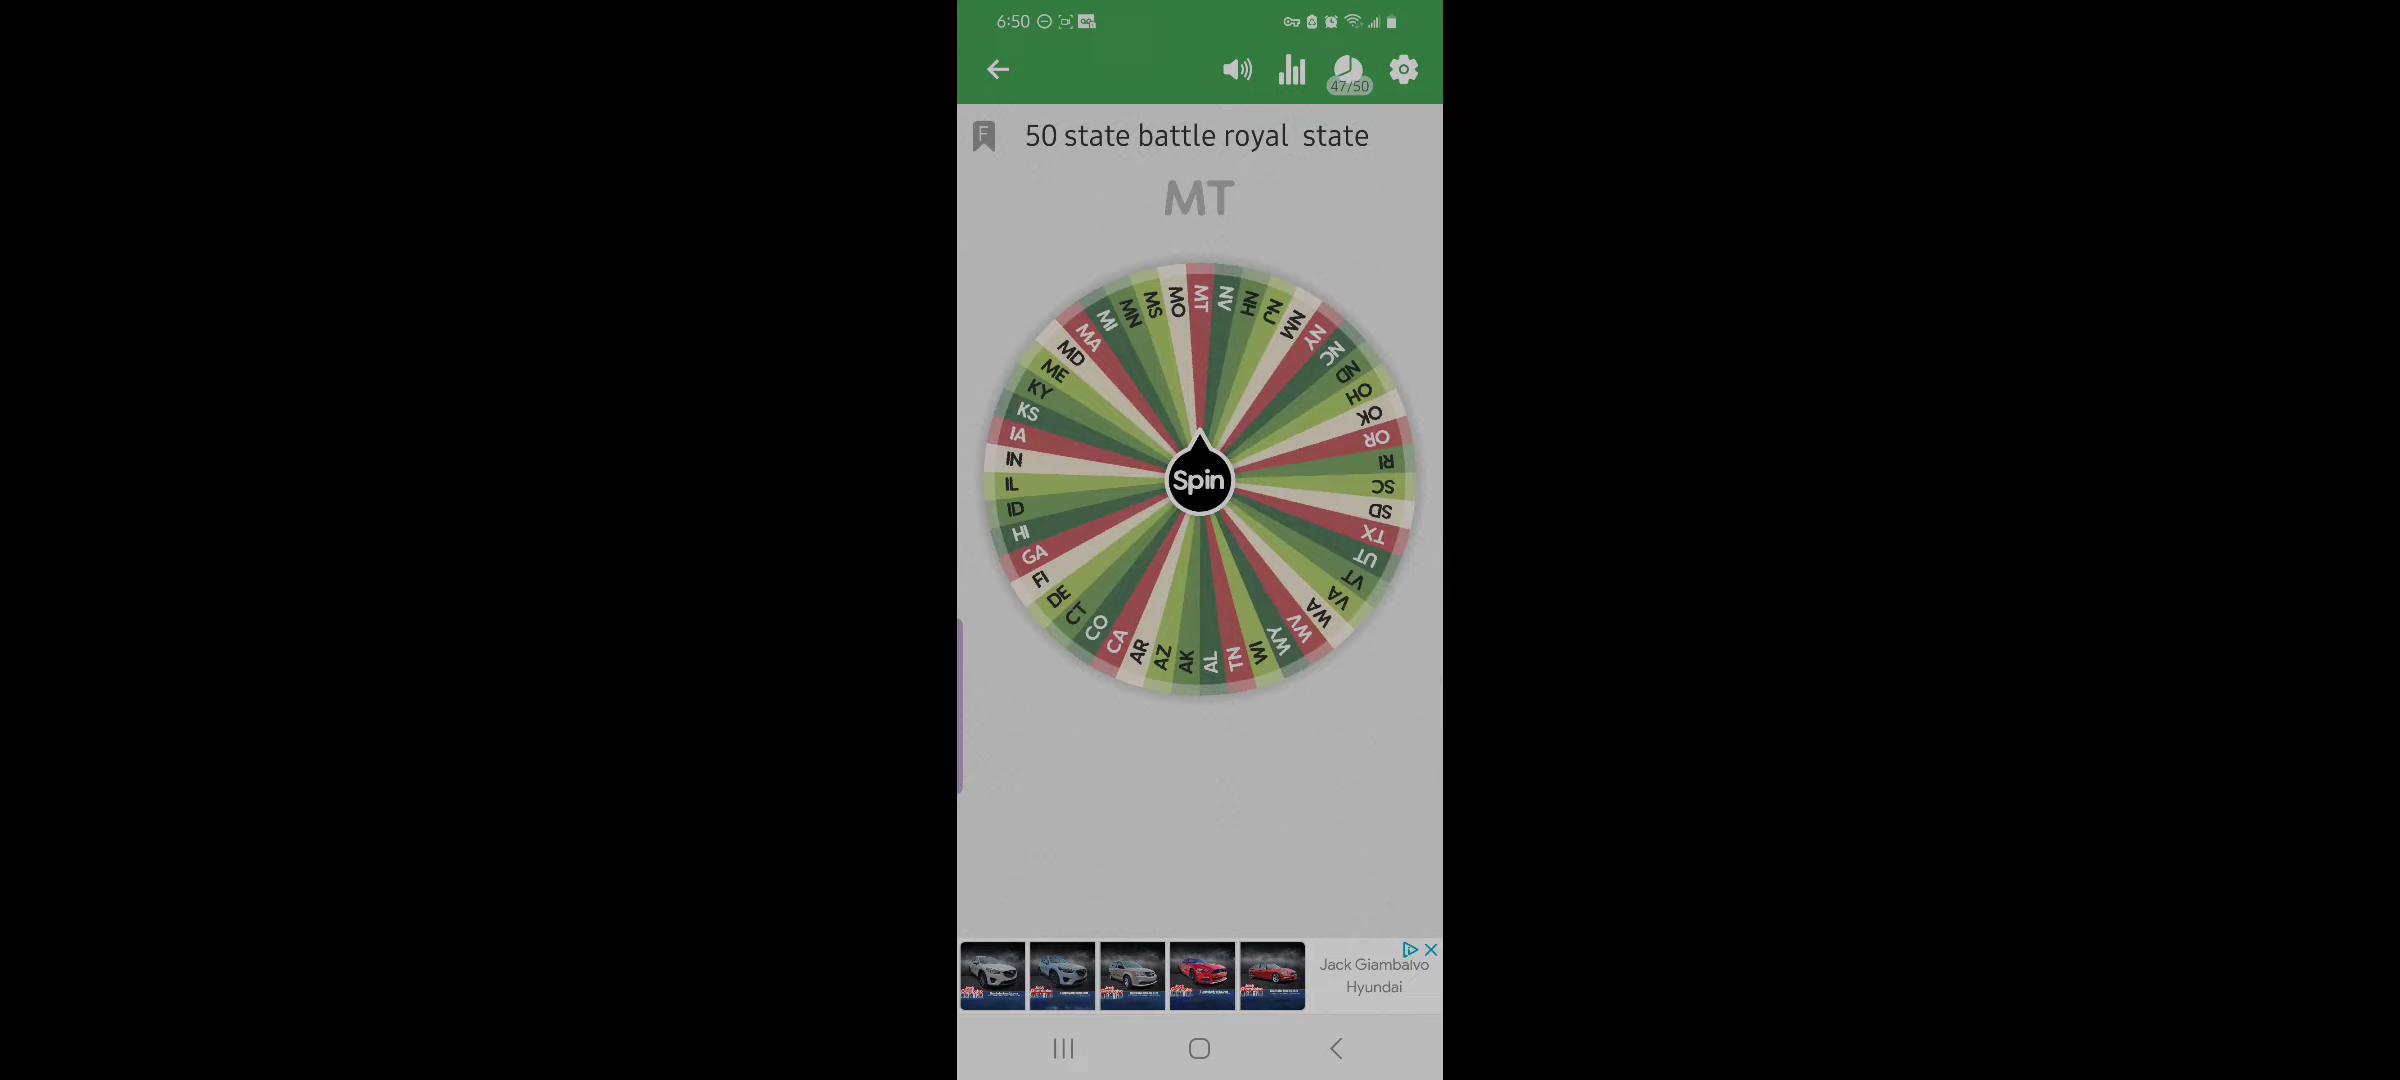 6:50
47/50
F
50 state battle royal  state
MT
MT
NV
NH
NJ
NM
NY
NC
ND
OH
OK
OR
RI
SC
SD
TX
UT
VT
VA
WA
WV
WY
WI
TN
AL
AK
AZ
AR
CA
CO
CT
DE
Fl
GA
HI
ID
IL
IN
IA
KS
KY
ME
MD
MA
MI
MN
MS
MO
Spin
Jack Giambalvo
Hyundai